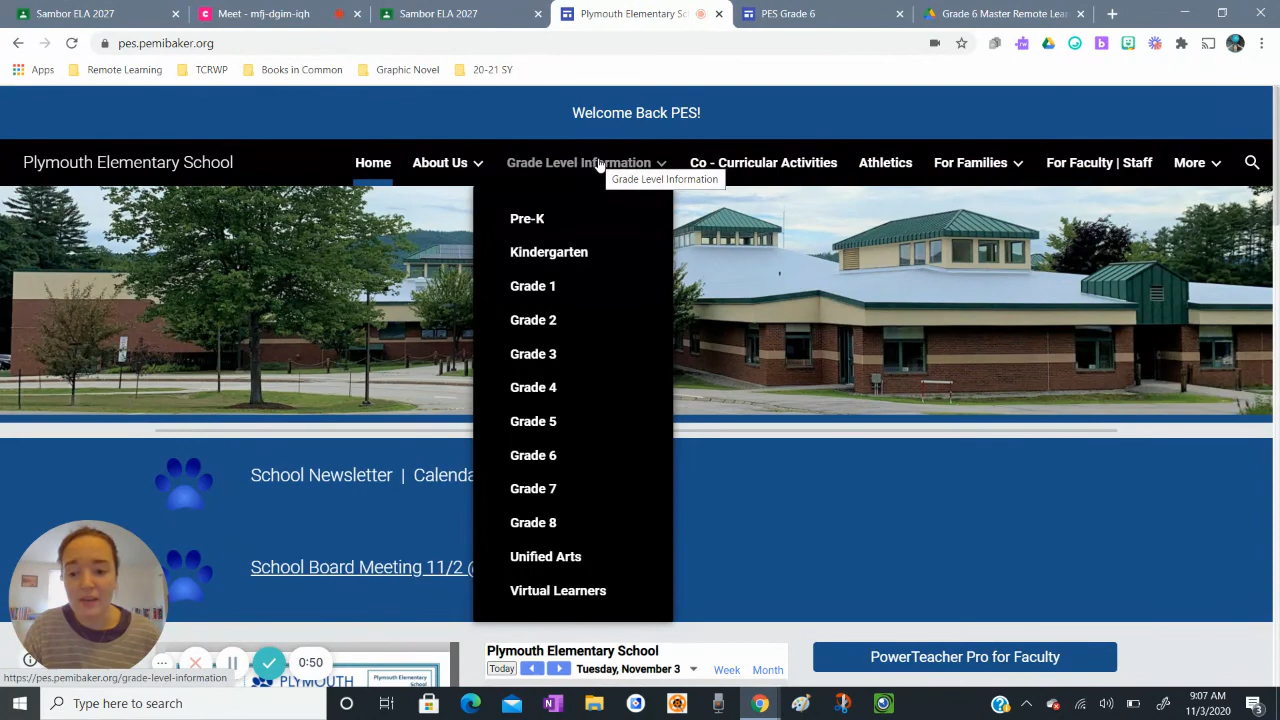 Sambor ELA 2027
Meet - mfj-dgim-iqh
Sambor ELA 2027
Plymouth Elementary Sc
PES Grade 6
Grade 6 Master Remote Lear
pes.pemibaker.org
Apps
Remote Learning
TCRWP
Books in Common
Graphic Novel
20-21 SY
Welcome Back PES!
Plymouth Elementary School
Home
About Us
Grade Level Information
Co - Curricular Activities
Athletics
For Families
For Faculty | Staff
More
Grade Level Information
Pre-K
Kindergarten
Grade 1
Grade 2
Grade 3
Grade 4
Grade 5
Grade 6
Grade 7
Grade 8
Unified Arts
Virtual Learners
School Newsletter | Calenda
School Board Meeting 11/2 @
0:50
https://pes.pemibaker.org/grade-level-information
PLYMOUTH
Plymouth Elementary School
Today
Tuesday, November 3
Week
Month
PowerTeacher Pro for Faculty
Type here to search
9:07 AM
11/3/2020
3